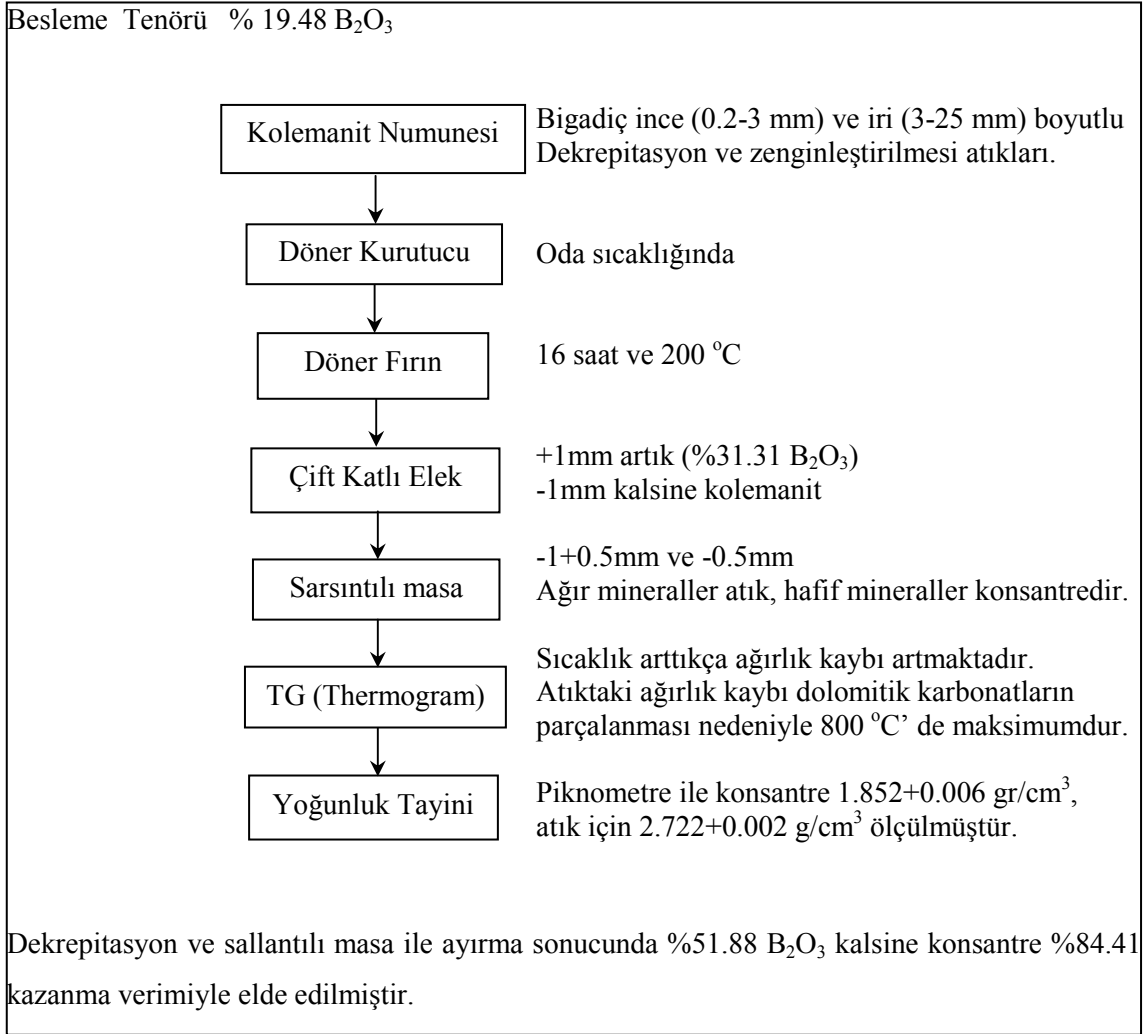 Besleme Tenörü % 19.48 B₂O₃
Kolemanit Numunesi
Bigadiç ince (0.2-3 mm) ve iri (3-25 mm) boyutlu
Dekrepitasyon ve zenginleştirilmesi atıkları.
Döner Kurutucu
Oda sıcaklığında
Döner Fırın
16 saat ve 200 °C
Çift Katlı Elek
+1mm artık (%31.31 B₂O₃)
-1mm kalsine kolemanit
Sarsıntılı masa
-1+0.5mm ve -0.5mm
Ağır mineraller atık, hafif mineraller konsantredir.
TG (Thermogram)
Sıcaklık arttıkça ağırlık kaybı artmaktadır.
Atıktaki ağırlık kaybı dolomitik karbonatların
parçalanması nedeniyle 800 °C’ de maksimumdur.
Yoğunluk Tayini
Piknometre ile konsantre 1.852+0.006 gr/cm³,
atık için 2.722+0.002 g/cm³ ölçülmüştür.
Dekrepitasyon ve sallantılı masa ile ayırma sonucunda %51.88 B₂O₃ kalsine konsantre %84.41
kazanma verimiyle elde edilmiştir.